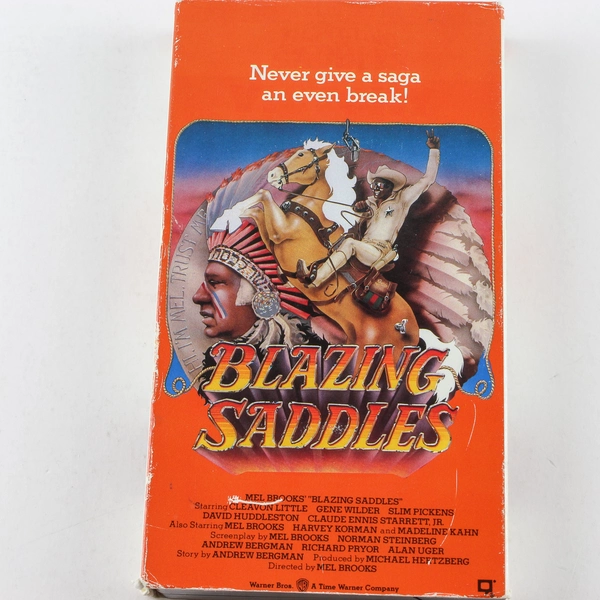 Never give a saga
an even break!
I'M MEL, TRUST
BLAZING
SADDLES
MEL BROOKS' "BLAZING SADDLES"
Starring CLEAVON LITTLE GENE WILDER SLIM PICKENS
DAVID HUDDLESTON CLAUDE ENNIS STARRETT, JR.
Also Starring MEL BROOKS HARVEY KORMAN and MADELINE KAHN
Screenplay by MEL BROOKS NORMAN STEINBERG
ANDREW BERGMAN RICHARD PRYOR ALAN UGER
Story by ANDREW BERGMAN Produced by MICHAEL HERTZBERG
Directed by MEL BROOKS
Warner Bros. A Time Warner Company